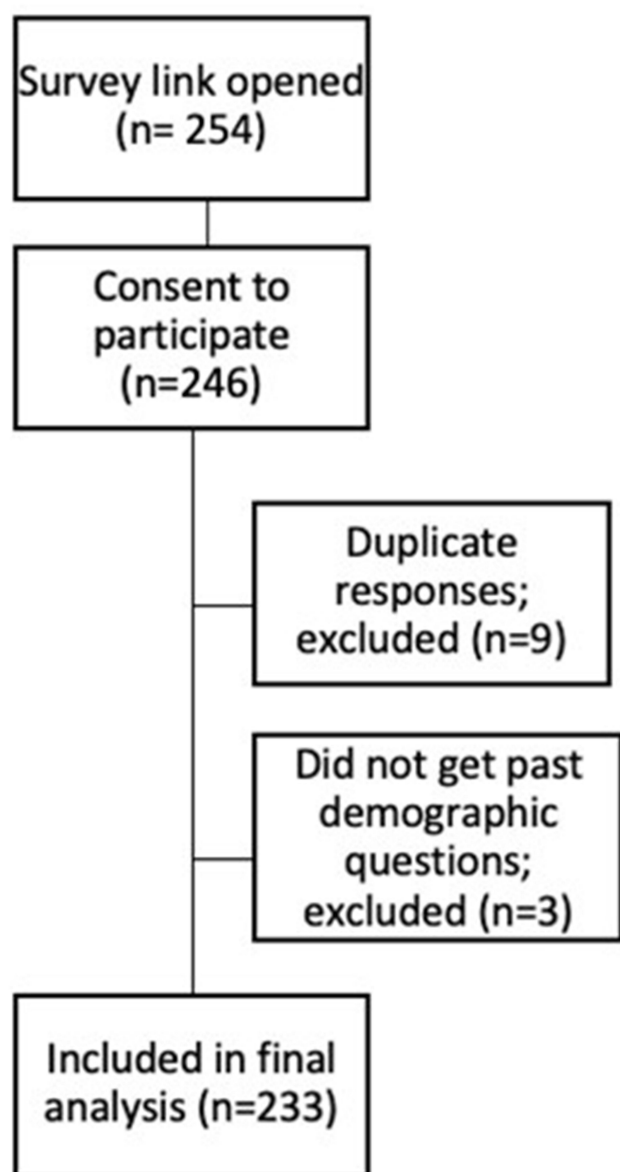 Survey link opened
(n= 254)
Consent to
participate
(n=246)
Duplicate
responses;
excluded (n=9)
Did not get past
demographic
questions;
excluded (n=3)
Included in final
analysis (n=233)